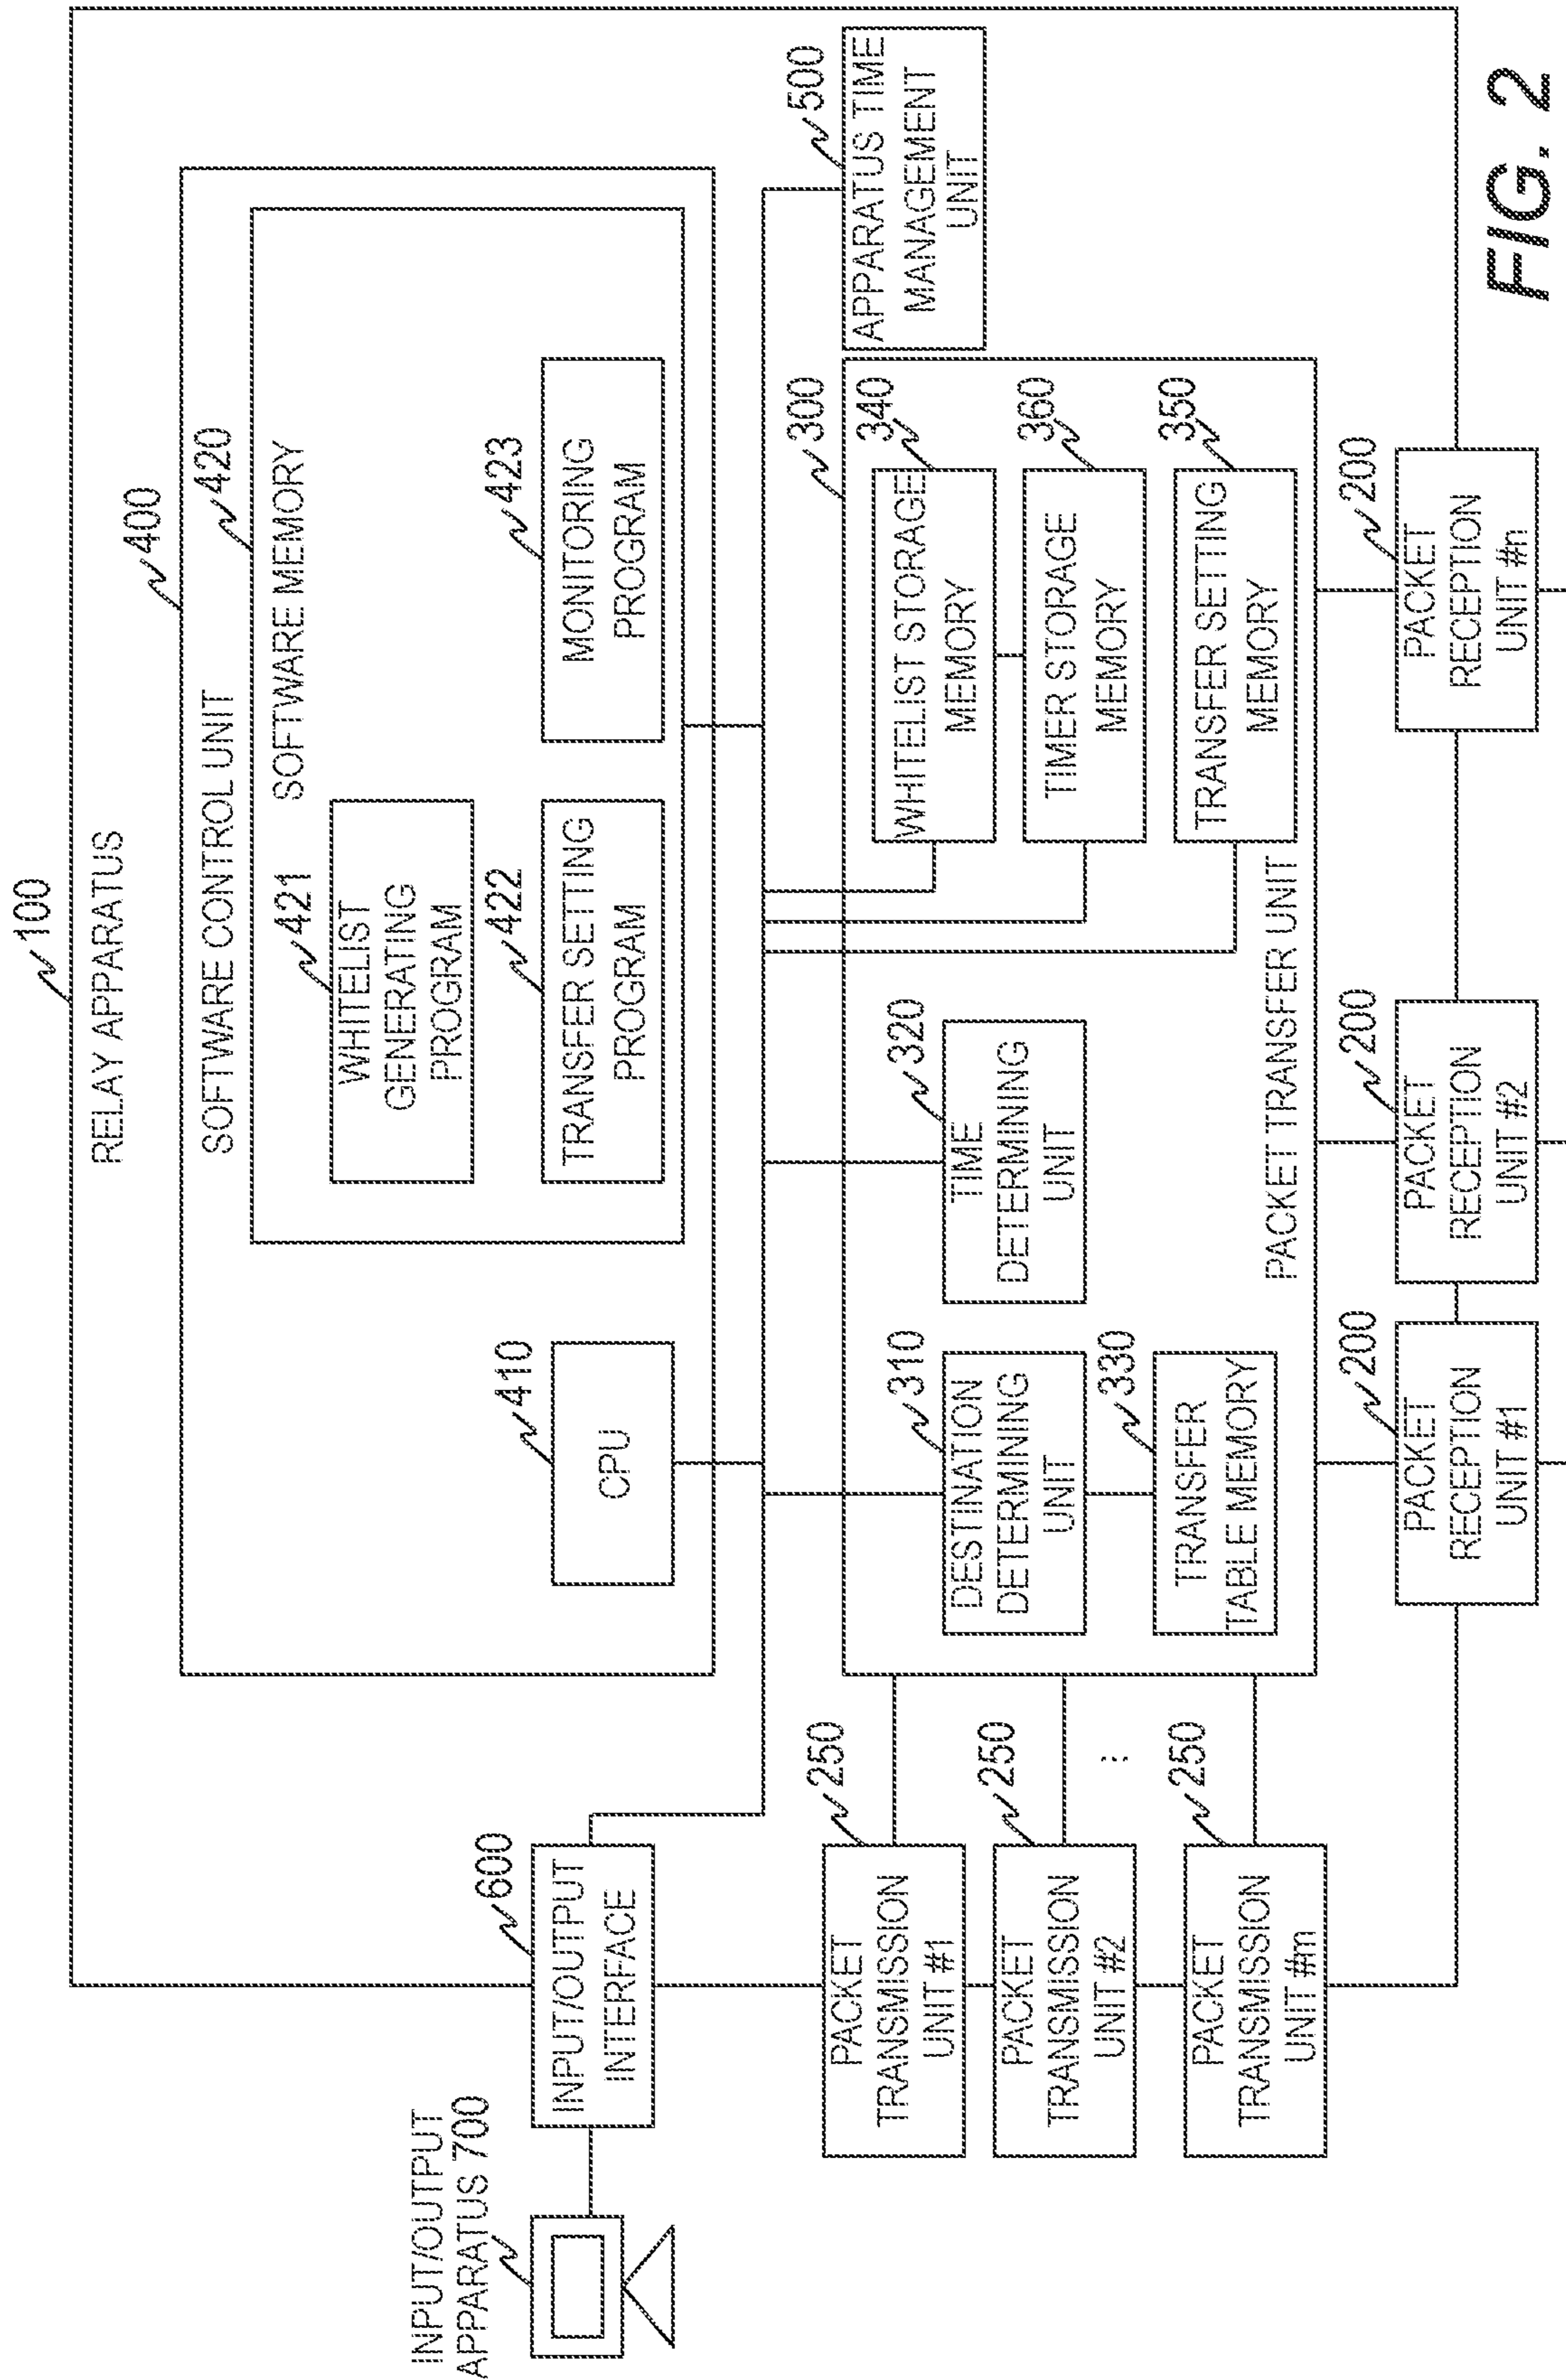 100
RELAY APPARATUS
400
SOFTWARE CONTROL UNIT
420
SOFTWARE MEMORY
410
CPU
421
WHITELIST
GENERATING
PROGRAM
422
TRANSFER SETTING
PROGRAM
423
MONITORING
PROGRAM
INPUT/OUTPUT
APPARATUS 700
600
INPUT/OUTPUT
INTERFACE
500
APPARATUS TIME
MANAGEMENT
UNIT
250
PACKET
TRANSMISSION
UNIT #1
250
PACKET
TRANSMISSION
UNIT #2
⋮
250
PACKET
TRANSMISSION
UNIT #m
300
310
DESTINATION
DETERMINING
UNIT
320
TIME
DETERMINING
UNIT
330
TRANSFER
TABLE MEMORY
340
WHITELIST STORAGE
MEMORY
360
TIMER STORAGE
MEMORY
350
TRANSFER SETTING
MEMORY
PACKET TRANSFER UNIT
200
PACKET
RECEPTION
UNIT #1
200
PACKET
RECEPTION
UNIT #2
200
PACKET
RECEPTION
UNIT #n
FIG. 2